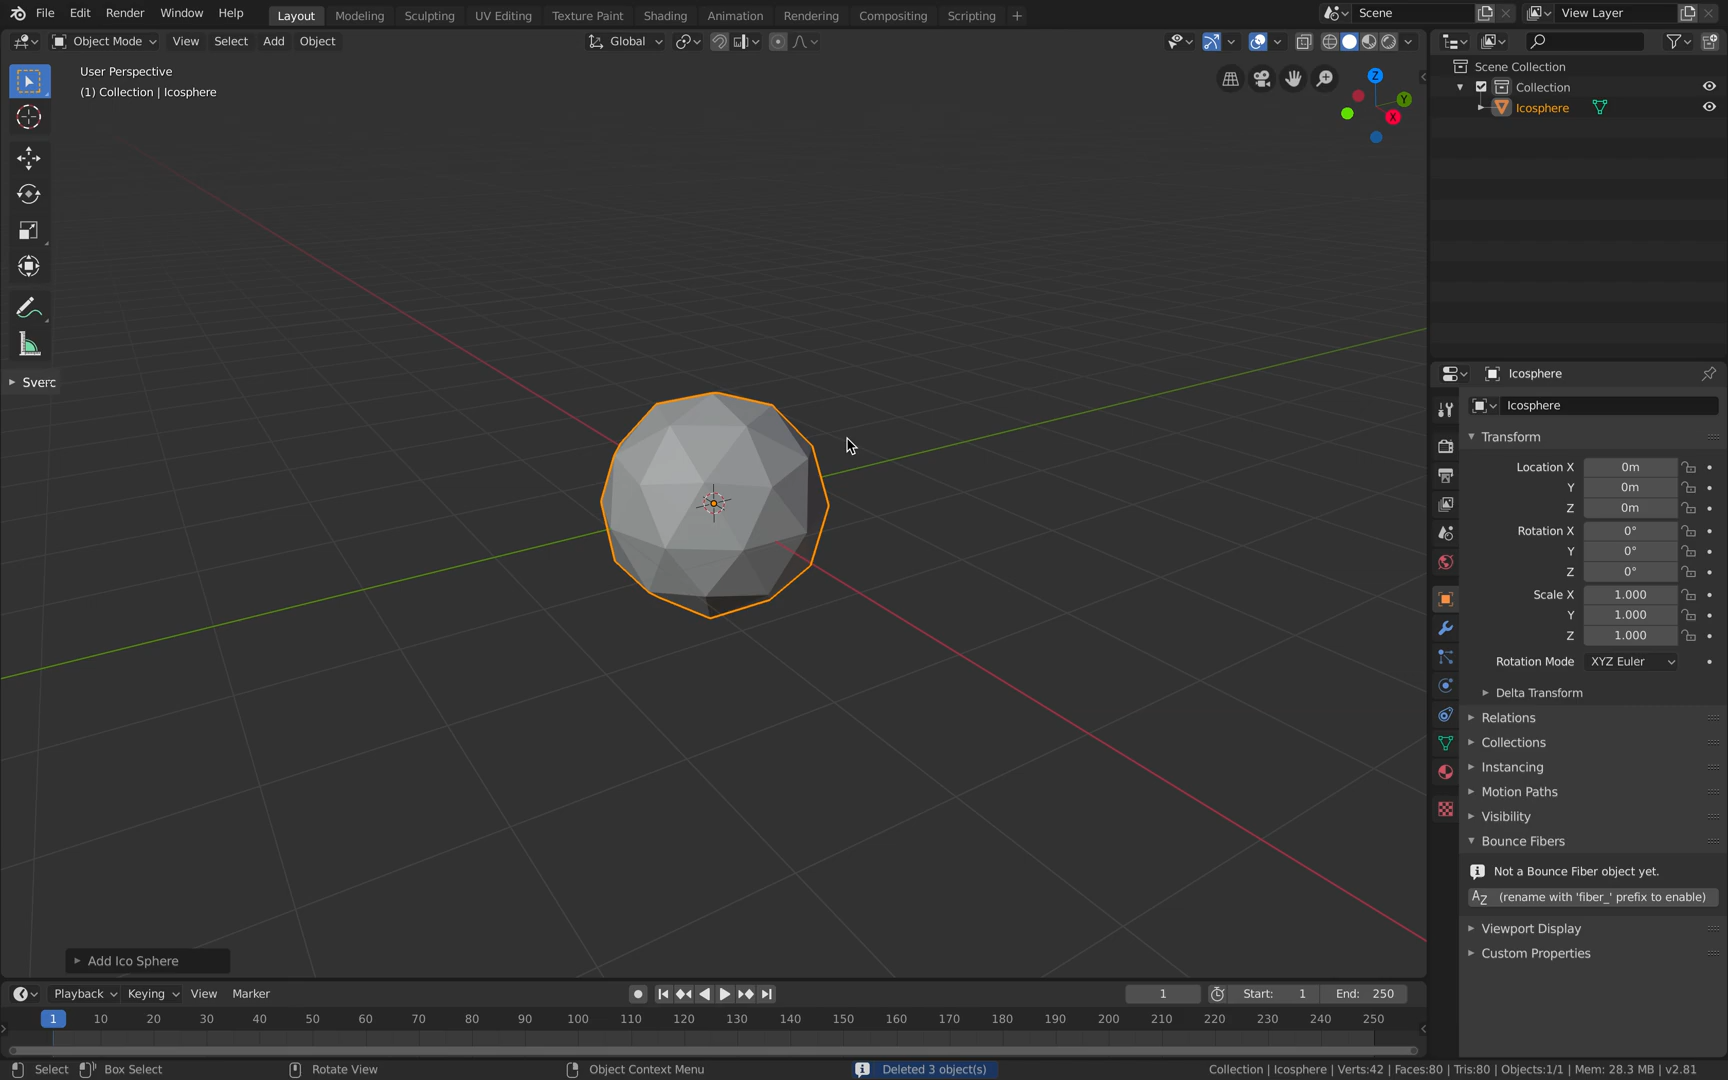 File Edit Render Window Help Layout Modeling Sculpting UV Editing Texture Paint Shading Animation Rendering Compositing Scripting + Scene View Layer
Object Mode View Select Add Object Global
User Perspective
(1) Collection | Icosphere
Z
Y
X
Scene Collection
Collection
Icosphere
Sverc
Icosphere
Icosphere
Transform
Location X 0m
Y 0m
Z 0m
Rotation X 0°
Y 0°
Z 0°
Scale X 1.000
Y 1.000
Z 1.000
Rotation Mode XYZ Euler
Delta Transform
Relations
Collections
Instancing
Motion Paths
Visibility
Bounce Fibers
Not a Bounce Fiber object yet.
AZ (rename with 'fiber_' prefix to enable)
Viewport Display
Custom Properties
Add Ico Sphere
Playback Keying View Marker 1 Start: 1 End: 250
1 10 20 30 40 50 60 70 80 90 100 110 120 130 140 150 160 170 180 190 200 210 220 230 240 250
Select Box Select Rotate View Object Context Menu Deleted 3 object(s) Collection | Icosphere | Verts:42 | Faces:80 | Tris:80 | Objects:1/1 | Mem: 28.3 MB | v2.81